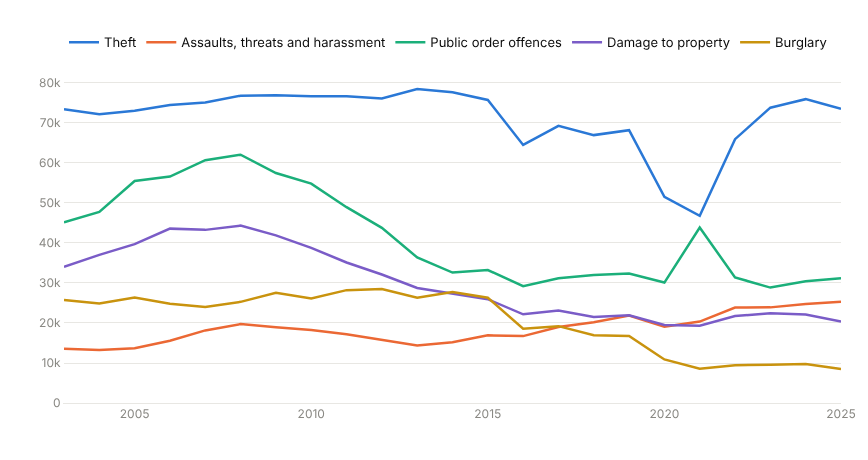 Theft Assaults, threats and harassment Public order offences Damage to property Burglary
80k
70k
60k
50k
40k
30k
20k
10k
0
2005 2010 2015 2020 2025